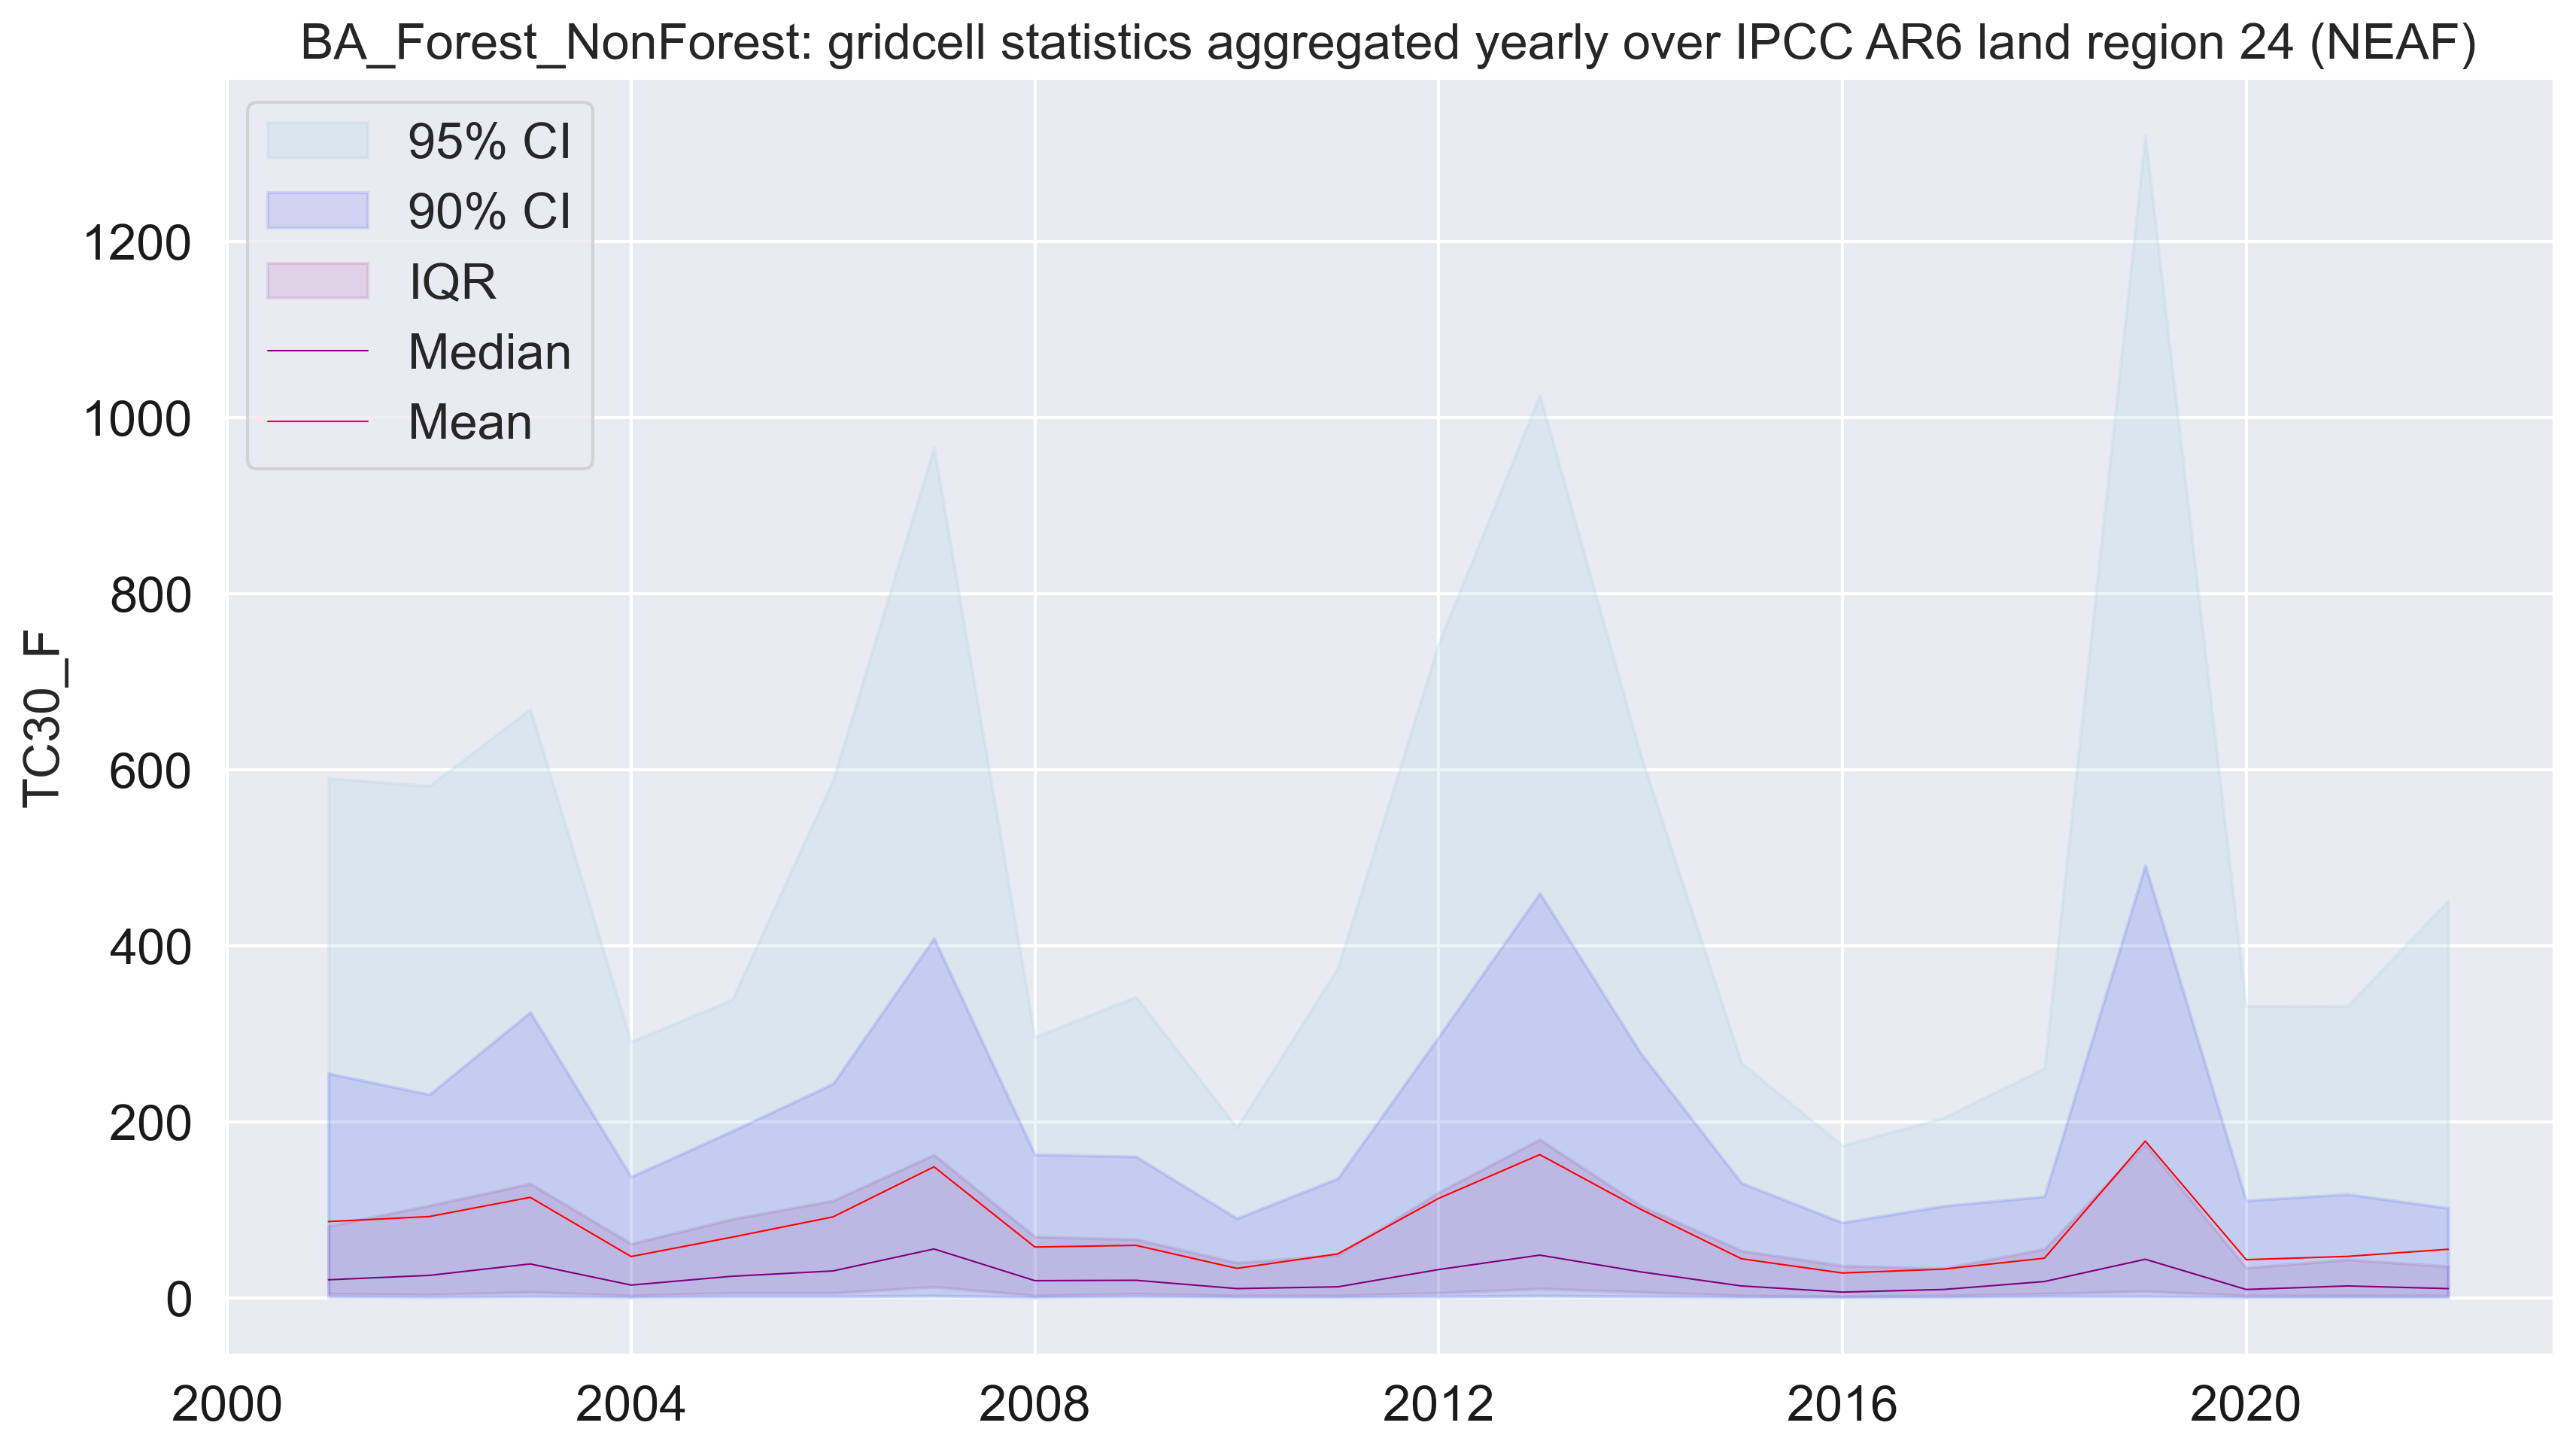 BA_Forest_NonForest: gridcell statistics aggregated yearly over IPCC AR6 land region 24 (NEAF)
95% CI
90% CI
IQR
Median
Mean
TC30_F
1200
1000
800
600
400
200
0
2000 2004 2008 2012 2016 2020